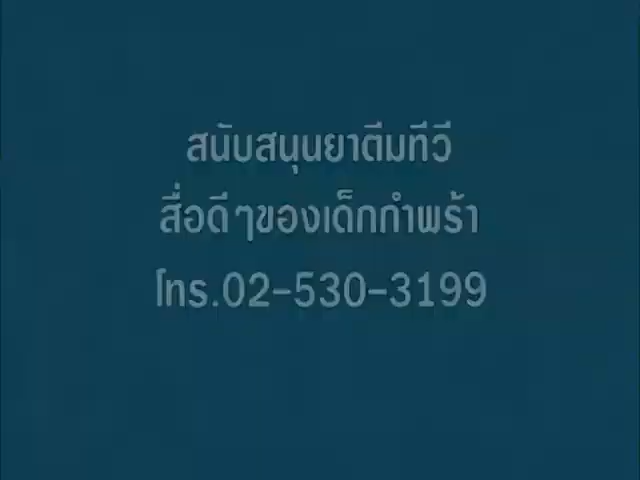 สนับสนุนยาตีมทีวี
สื่อดีๆของเด็กกำพร้า
โทร.02-530-3199